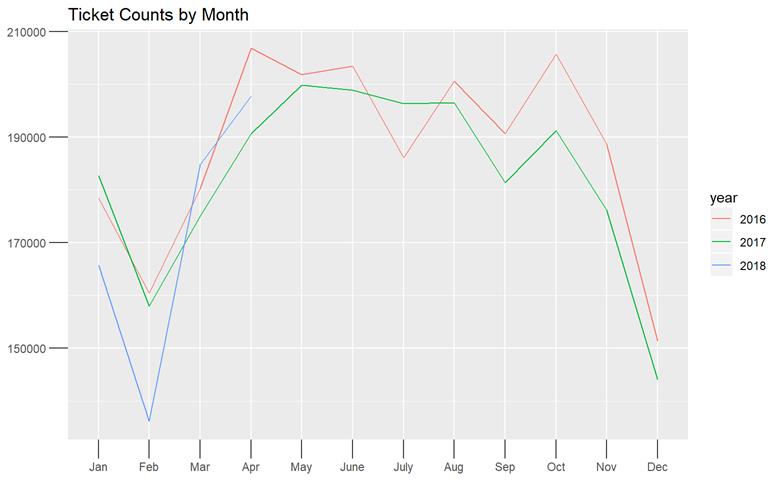 Ticket Counts by Month
210000
190000
170000
150000
Jan Feb Mar Apr May June July Aug Sep Oct Nov Dec
year
2016
2017
2018